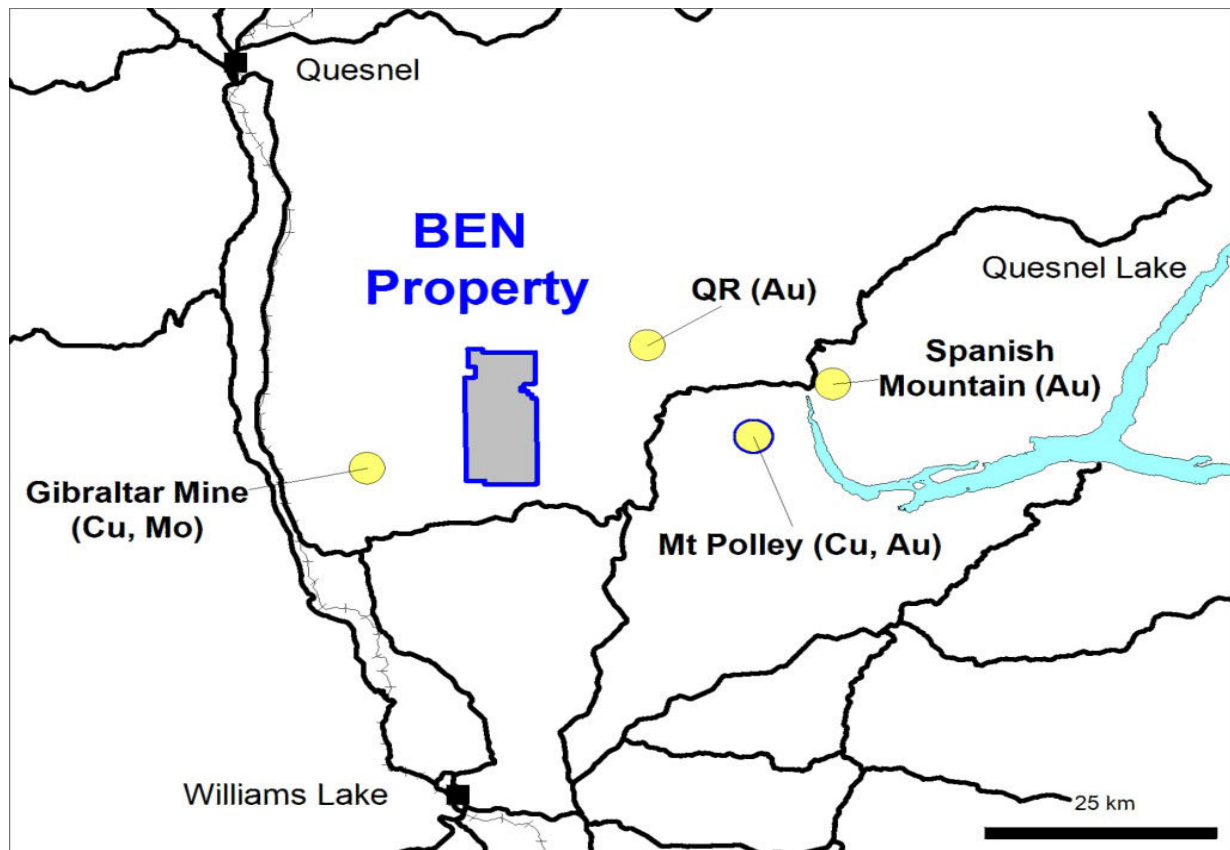 Quesnel
BEN
Property
Quesnel Lake
QR (Au)
Spanish
Mountain (Au)
Gibraltar Mine
(Cu, Mo)
Mt Polley (Cu, Au)
Williams Lake
25 km